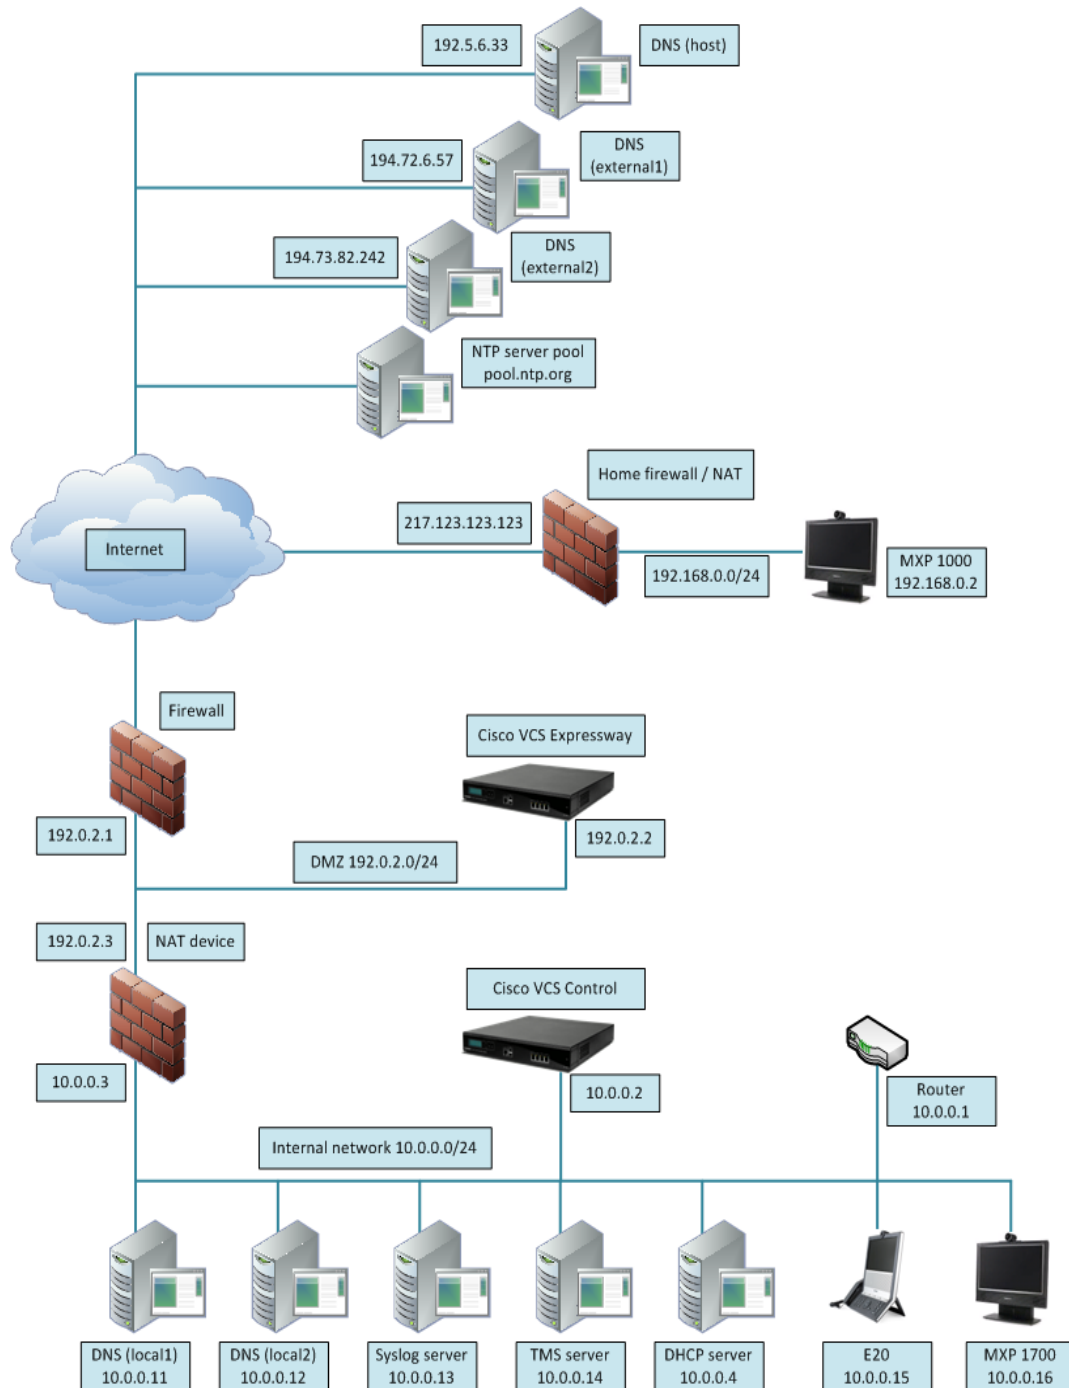 192.5.6.33
DNS (host)
194.72.6.57
DNS
(external1)
194.73.82.242
DNS
(external2)
NTP server pool
pool.ntp.org
Home firewall / NAT
217.123.123.123
Internet
192.168.0.0/24
MXP 1000
192.168.0.2
Firewall
Cisco VCS Expressway
192.0.2.1
192.0.2.2
DMZ 192.0.2.0/24
192.0.2.3
NAT device
Cisco VCS Control
10.0.0.3
10.0.0.2
Router
10.0.0.1
Internal network 10.0.0.0/24
DNS (local1)
10.0.0.11
DNS (local2)
10.0.0.12
Syslog server
10.0.0.13
TMS server
10.0.0.14
DHCP server
10.0.0.4
E20
10.0.0.15
MXP 1700
10.0.0.16